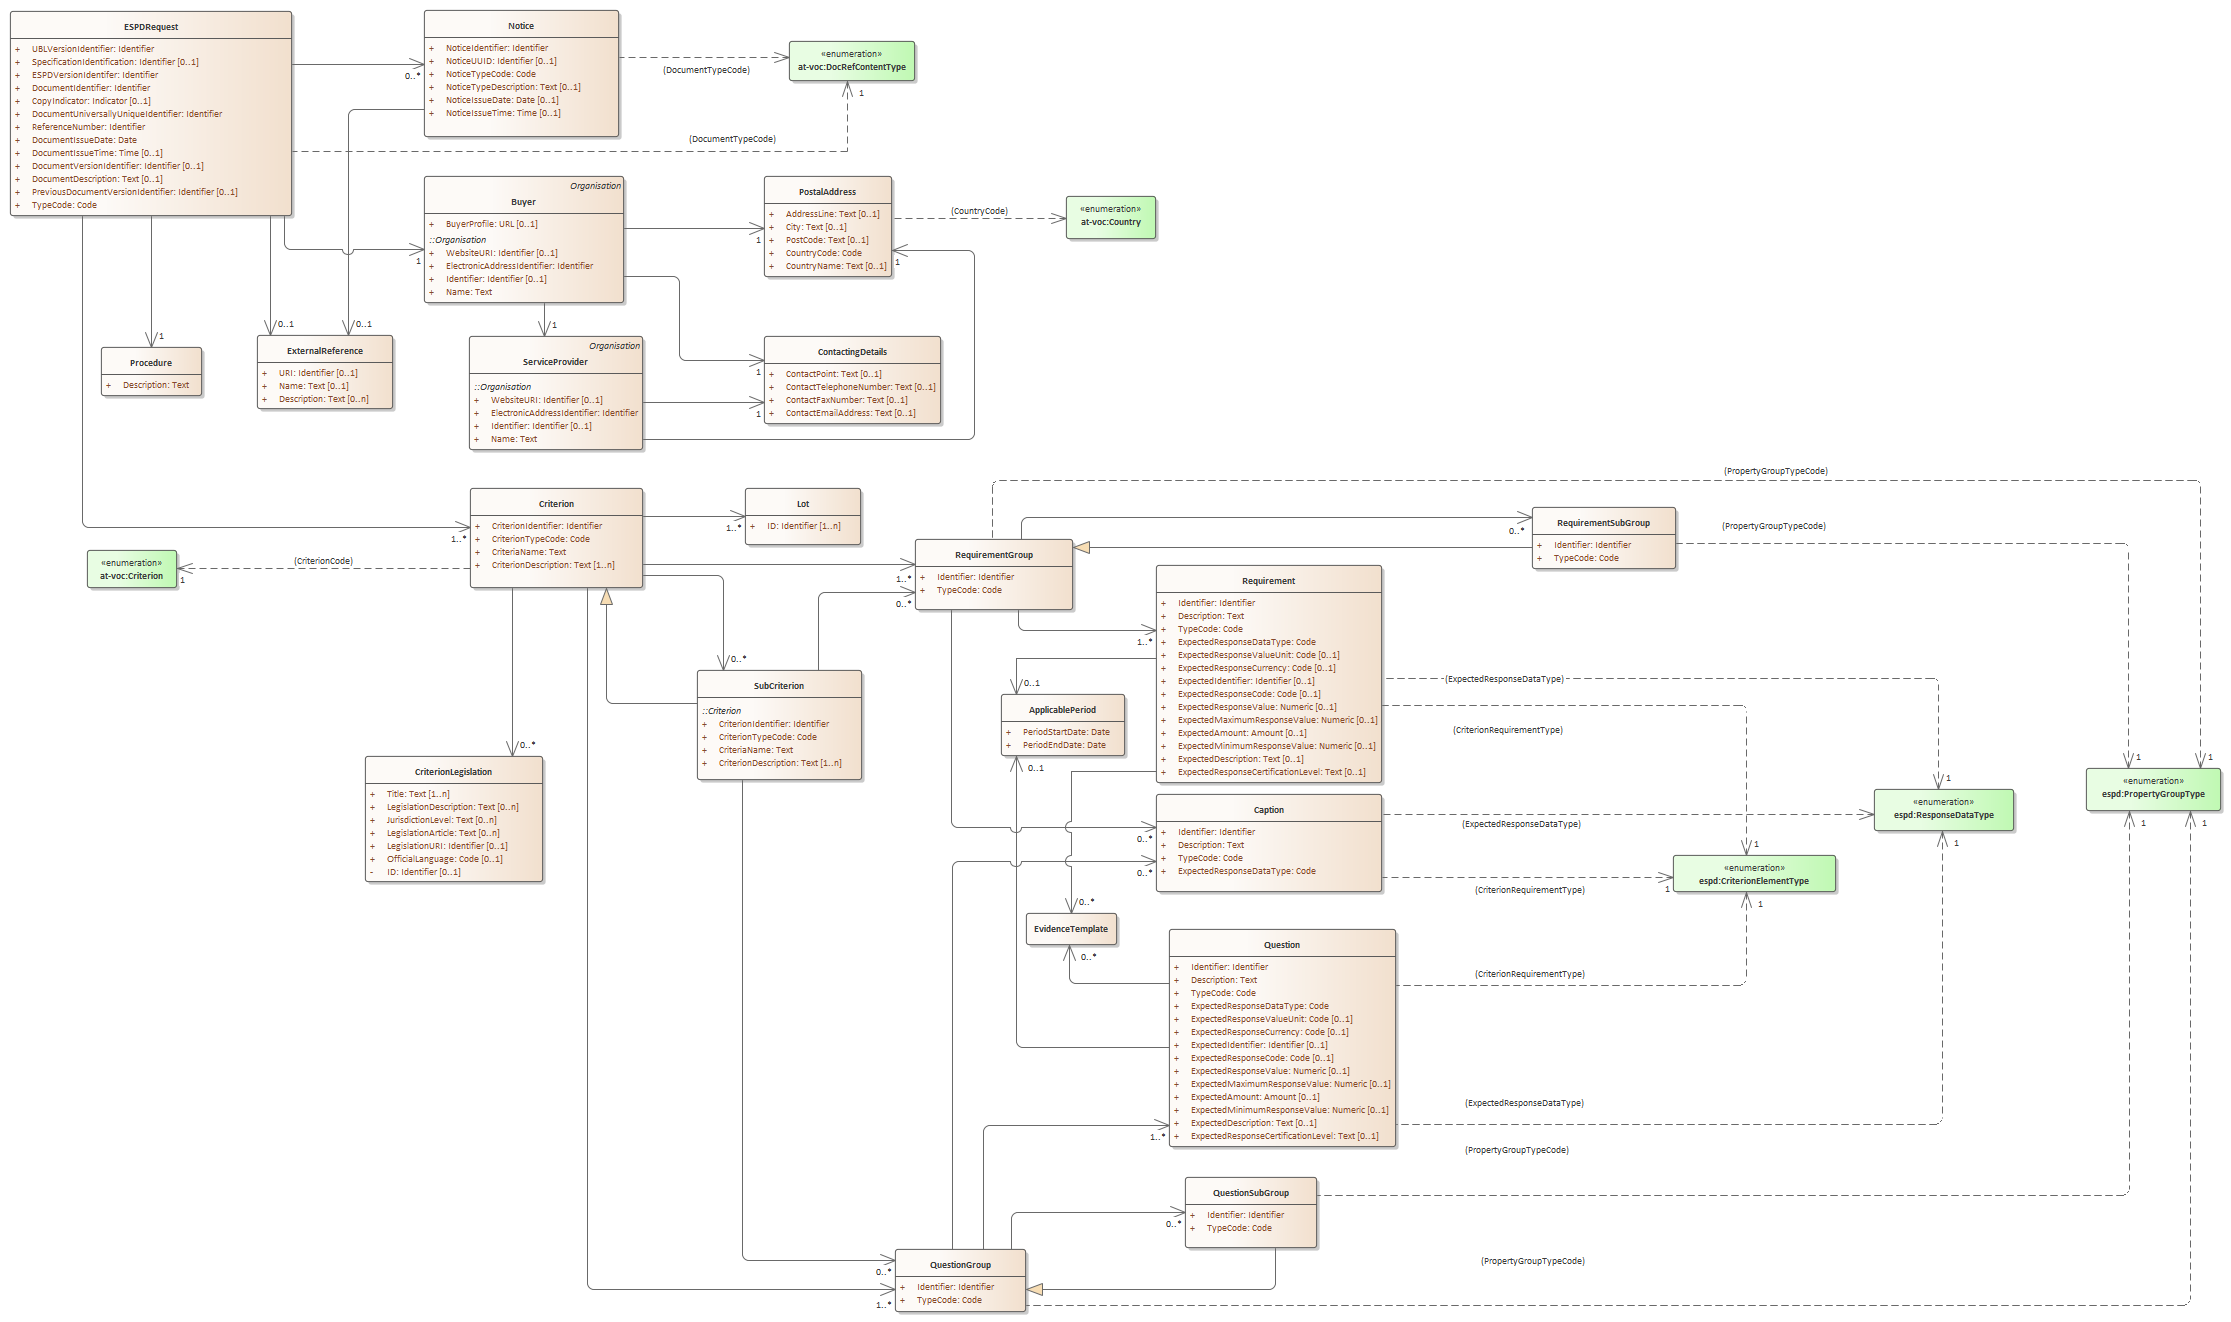 ESPDRequest
+ UBLVersionIdentifier: Identifier
+ SpecificationIdentification: Identifier [0..1]
+ ESPDVersionIdentifer: Identifier
+ DocumentIdentifier: Identifier
+ CopyIndicator: Indicator [0..1]
+ DocumentUniversallyUniqueIdentifier: Identifier
+ ReferenceNumber: Identifier
+ DocumentIssueDate: Date
+ DocumentIssueTime: Time [0..1]
+ DocumentVersionIdentifier: Identifier [0..1]
+ DocumentDescription: Text [0..1]
+ PreviousDocumentVersionIdentifier: Identifier [0..1]
+ TypeCode: Code
0..*
Notice
+ NoticeIdentifier: Identifier
+ NoticeUUID: Identifier [0..1]
+ NoticeTypeCode: Code
+ NoticeTypeDescription: Text [0..1]
+ NoticeIssueDate: Date [0..1]
+ NoticeIssueTime: Time [0..1]
(DocumentTypeCode)
«enumeration»
at-voc:DocRefContentType
1
(DocumentTypeCode)
Organisation
Buyer
+ BuyerProfile: URL [0..1]
::Organisation
+ WebsiteURI: Identifier [0..1]
+ ElectronicAddressIdentifier: Identifier
+ Identifier: Identifier [0..1]
+ Name: Text
1
PostalAddress
+ AddressLine: Text [0..1]
+ City: Text [0..1]
+ PostCode: Text [0..1]
+ CountryCode: Code
+ CountryName: Text [0..1]
1
1
(CountryCode)
«enumeration»
at-voc:Country
1
Procedure
+ Description: Text
0..1
0..1
ExternalReference
+ URI: Identifier [0..1]
+ Name: Text [0..1]
+ Description: Text [0..n]
1
Organisation
ServiceProvider
::Organisation
+ WebsiteURI: Identifier [0..1]
+ ElectronicAddressIdentifier: Identifier
+ Identifier: Identifier [0..1]
+ Name: Text
1
1
ContactingDetails
+ ContactPoint: Text [0..1]
+ ContactTelephoneNumber: Text [0..1]
+ ContactFaxNumber: Text [0..1]
+ ContactEmailAddress: Text [0..1]
1..*
Criterion
+ CriterionIdentifier: Identifier
+ CriterionTypeCode: Code
+ CriteriaName: Text
+ CriterionDescription: Text [1..n]
1..*
Lot
+ ID: Identifier [1..n]
«enumeration»
at-voc:Criterion
1
(CriterionCode)
1..*
0..*
RequirementGroup
+ Identifier: Identifier
+ TypeCode: Code
(PropertyGroupTypeCode)
0..*
RequirementSubGroup
+ Identifier: Identifier
+ TypeCode: Code
(PropertyGroupTypeCode)
1..*
Requirement
+ Identifier: Identifier
+ Description: Text
+ TypeCode: Code
+ ExpectedResponseDataType: Code
+ ExpectedResponseValueUnit: Code [0..1]
+ ExpectedResponseCurrency: Code [0..1]
+ ExpectedIdentifier: Identifier [0..1]
+ ExpectedResponseCode: Code [0..1]
+ ExpectedResponseValue: Numeric [0..1]
+ ExpectedMaximumResponseValue: Numeric [0..1]
+ ExpectedAmount: Amount [0..1]
+ ExpectedMinimumResponseValue: Numeric [0..1]
+ ExpectedDescription: Text [0..1]
+ ExpectedResponseCertificationLevel: Text [0..1]
(ExpectedResponseDataType)
(CriterionRequirementType)
0..*
SubCriterion
::Criterion
+ CriterionIdentifier: Identifier
+ CriterionTypeCode: Code
+ CriteriaName: Text
+ CriterionDescription: Text [1..n]
0..1
ApplicablePeriod
+ PeriodStartDate: Date
+ PeriodEndDate: Date
0..1
0..*
CriterionLegislation
+ Title: Text [1..n]
+ LegislationDescription: Text [0..n]
+ JurisdictionLevel: Text [0..n]
+ LegislationArticle: Text [0..n]
+ LegislationURI: Identifier [0..1]
+ OfficialLanguage: Code [0..1]
- ID: Identifier [0..1]
0..*
0..*
Caption
+ Identifier: Identifier
+ Description: Text
+ TypeCode: Code
+ ExpectedResponseDataType: Code
(ExpectedResponseDataType)
(CriterionRequirementType)
1
1
1
«enumeration»
espd:PropertyGroupType
1
1
1
«enumeration»
espd:ResponseDataType
1
1
1
«enumeration»
espd:CriterionElementType
1
0..*
EvidenceTemplate
0..*
Question
+ Identifier: Identifier
+ Description: Text
+ TypeCode: Code
+ ExpectedResponseDataType: Code
+ ExpectedResponseValueUnit: Code [0..1]
+ ExpectedResponseCurrency: Code [0..1]
+ ExpectedIdentifier: Identifier [0..1]
+ ExpectedResponseCode: Code [0..1]
+ ExpectedResponseValue: Numeric [0..1]
+ ExpectedMaximumResponseValue: Numeric [0..1]
+ ExpectedAmount: Amount [0..1]
+ ExpectedMinimumResponseValue: Numeric [0..1]
+ ExpectedDescription: Text [0..1]
+ ExpectedResponseCertificationLevel: Text [0..1]
(CriterionRequirementType)
(ExpectedResponseDataType)
1..*
(PropertyGroupTypeCode)
0..*
QuestionSubGroup
+ Identifier: Identifier
+ TypeCode: Code
(PropertyGroupTypeCode)
0..*
1..*
QuestionGroup
+ Identifier: Identifier
+ TypeCode: Code